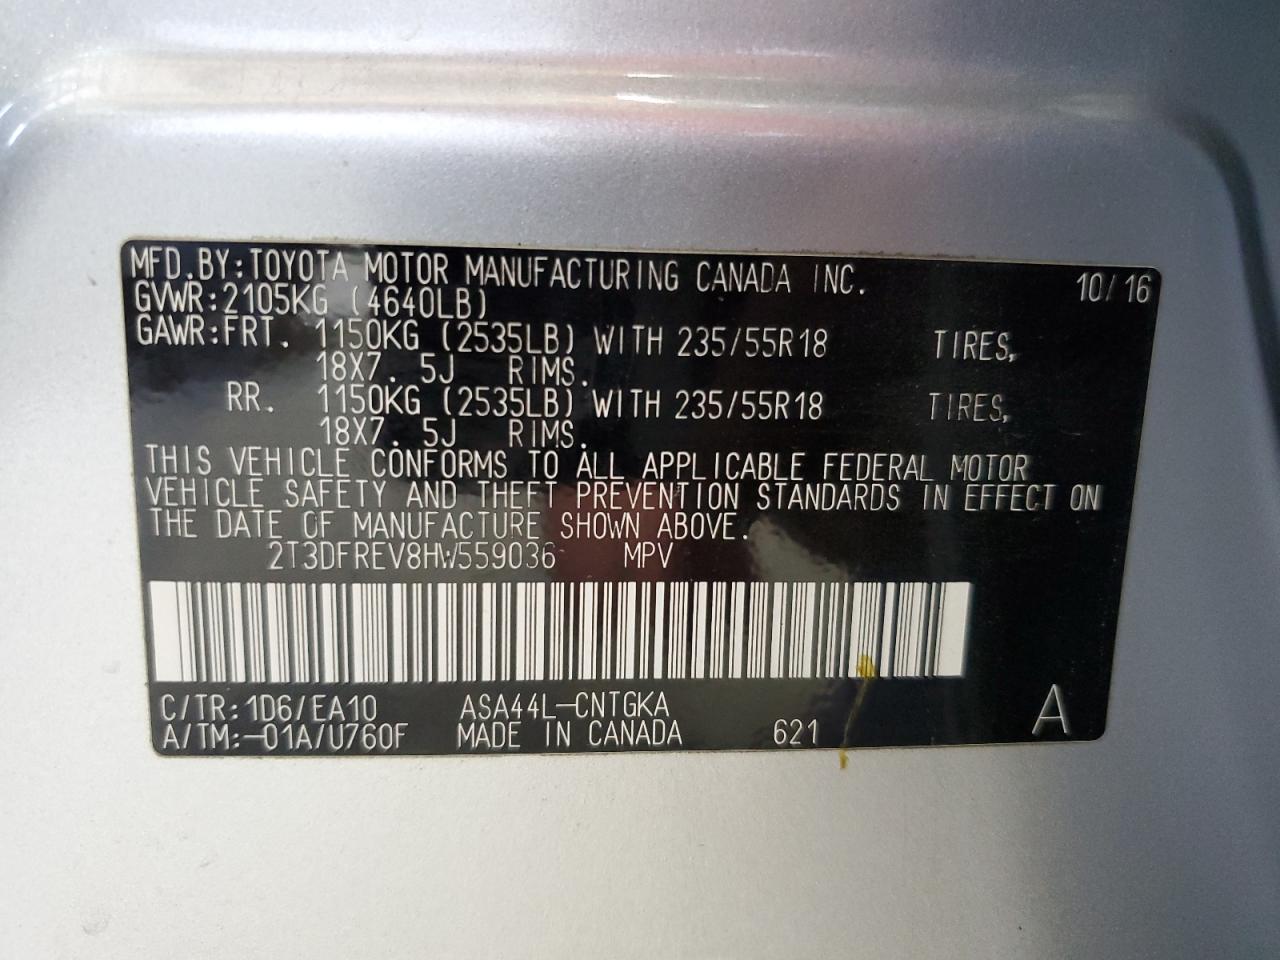 MFD.BY:TOYOTA MOTOR MANUFACTURING CANADA INC. 10/16
GVWR:2105KG (4640LB)
GAWR:FRT. 1150KG (2535LB) WITH 235/55R18 TIRES,
18X7. 5J RIMS.
RR. 1150KG (2535LB) WITH 235/55R18 TIRES,
18X7. 5J RIMS.
THIS VEHICLE CONFORMS TO ALL APPLICABLE FEDERAL MOTOR
VEHICLE SAFETY AND THEFT PREVENTION STANDARDS IN EFFECT ON
THE DATE OF MANUFACTURE SHOWN ABOVE.
2T3DFREV8HW559036 MPV
C/TR:1D6/EA10 ASA44L-CNTGKA
A/TM:-01A/U760F MADE IN CANADA 621 A